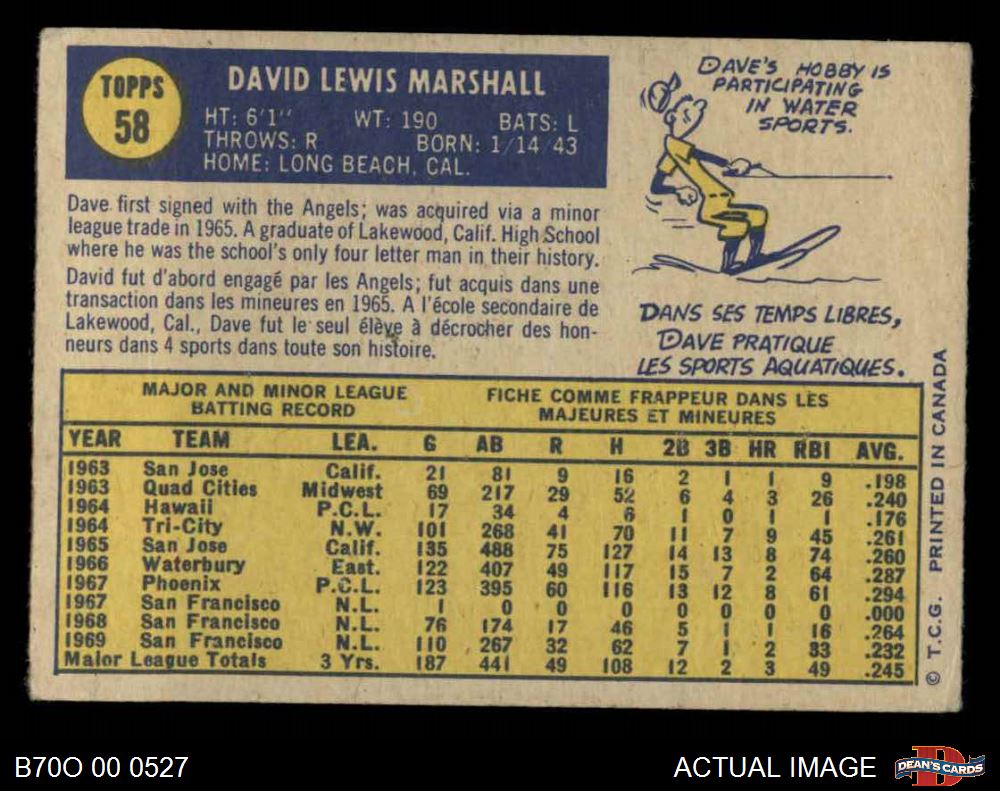 TOPPS
58
DAVID LEWIS MARSHALL
HT: 6'1" WT: 190 BATS: L
THROWS: R BORN: 1/14/43
HOME: LONG BEACH, CAL.
Dave first signed with the Angels; was acquired via a minor
league trade in 1965. A graduate of Lakewood, Calif. High School
where he was the school's only four letter man in their history.
David fut d'abord engagé par les Angels; fut acquis dans une
transaction dans les mineures en 1965. A l'école secondaire de
Lakewood, Cal., Dave fut le seul élève à décrocher des hon-
neurs dans 4 sports dans toute son histoire.
DAVE'S HOBBY IS
PARTICIPATING
IN WATER
SPORTS.
DANS SES TEMPS LIBRES,
DAVE PRATIQUE
LES SPORTS AQUATIQUES.
MAJOR AND MINOR LEAGUE
BATTING RECORD
FICHE COMME FRAPPEUR DANS LES
MAJEURES ET MINEURES
YEAR TEAM LEA. G AB R H 2B 3B HR RBI AVG.
1963 San Jose Calif. 21 81 9 16 2 1 1 9 .198
1963 Quad Cities Midwest 69 217 29 52 6 4 3 26 .240
1964 Hawaii P.C.L. 17 34 4 6 1 0 1 1 .176
1964 Tri-City N.W. 101 268 41 70 11 7 9 45 .261
1965 San Jose Calif. 135 488 75 127 14 13 8 74 .260
1966 Waterbury East. 122 407 49 117 15 7 2 64 .287
1967 Phoenix P.C.L. 123 395 60 116 13 12 8 61 .294
1967 San Francisco N.L. 1 0 0 0 0 0 0 0 .000
1968 San Francisco N.L. 76 174 17 46 5 1 1 16 .264
1969 San Francisco N.L. 110 267 32 62 7 1 2 33 .232
Major League Totals 3 Yrs. 187 441 49 108 12 2 3 49 .245
© T.C.G. PRINTED IN CANADA
B70O 00 0527
ACTUAL IMAGE
D
DEAN'S CARDS